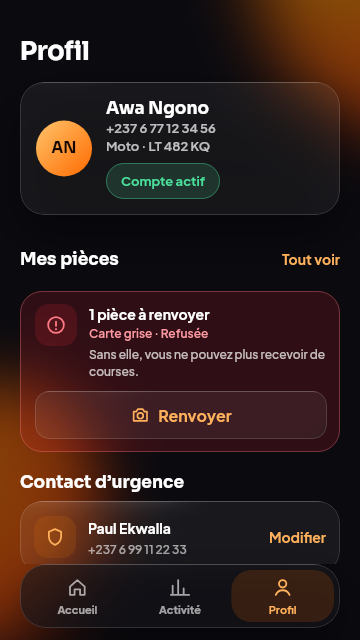 Profil
AN
Awa Ngono
+237 6 77 12 34 56
Moto · LT 482 KQ
Compte actif
Mes pièces
Tout voir
1 pièce à renvoyer
Carte grise · Refusée
Sans elle, vous ne pouvez plus recevoir de
courses.
Renvoyer
Contact d’urgence
Paul Ekwalla
+237 6 99 11 22 33
Modifier
Accueil
Activité
Profil